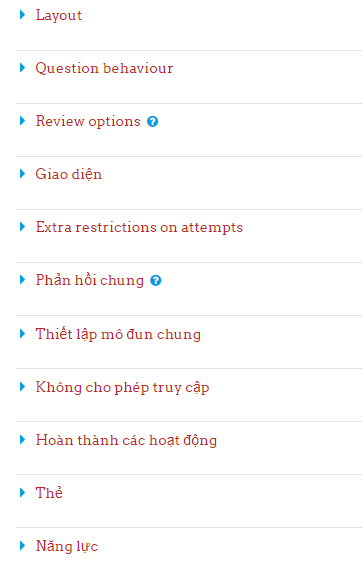 Layout
Question behaviour
Review options
Giao diện
Extra restrictions on attempts
Phản hồi chung
Thiết lập mô đun chung
Không cho phép truy cập
Hoàn thành các hoạt động
Thẻ
Năng lực